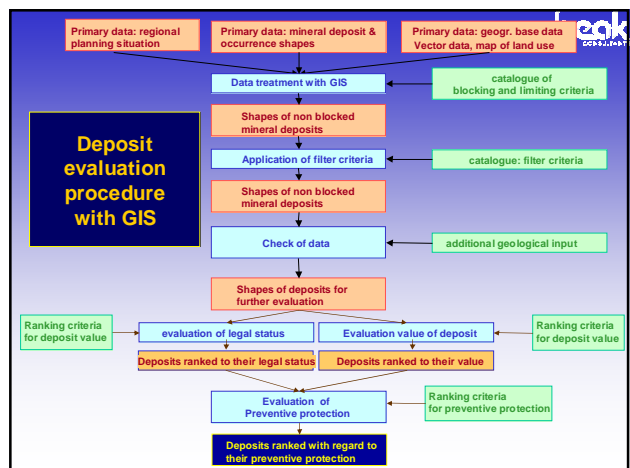 Primary data: regional
planning situation
Primary data: mineral deposit &
occurrence shapes
Primary data: geogr. base data
Vector data, map of land use
beak
Data treatment with GIS
catalogue of
blocking and limiting criteria
Shapes of non blocked
mineral deposits
Deposit
evaluation
procedure
with GIS
Application of filter criteria
catalogue: filter criteria
Shapes of non blocked
mineral deposits
Check of data
additional geological input
Shapes of deposits for
further evaluation
Ranking criteria
for deposit value
evaluation of legal status
Evaluation value of deposit
Ranking criteria
for deposit value
Deposits ranked to their legal status
Deposits ranked to their value
Evaluation of
Preventive protection
Ranking criteria
for preventive protection
Deposits ranked with regard to
their preventive protection